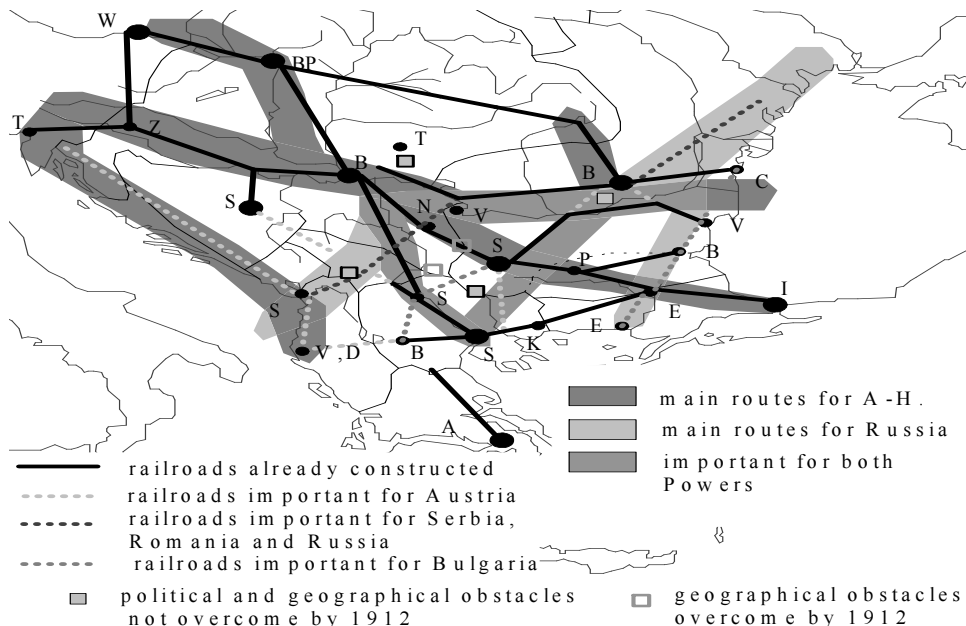 W
BP
T
Z
T
B
B
C
S
N
V
V
S
P
B
S
S
I
E
E
V , D
B
S
K
A
main routes for A-H.
main routes for Russia
important for both
Powers
railroads already constructed
railroads important for Austria
railroads important for Serbia,
Romania and Russia
railroads important for Bulgaria
political and geographical obstacles
not overcome by 1912
geographical obstacles
overcome by 1912